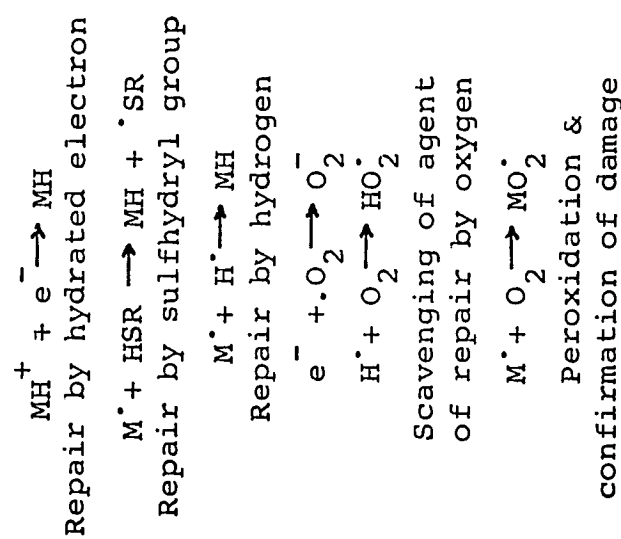 MH⁺ + e⁻ ⟶ MH
Repair by hydrated electron
M˙ + HSR ⟶ MH + ˙SR
Repair by sulfhydryl group
M˙ + H˙ ⟶ MH
Repair by hydrogen
e⁻ + .O₂ ⟶ O₂⁻
H˙ + O₂ ⟶ HO₂˙
Scavenging of agent
of repair by oxygen
M˙ + O₂ ⟶ MO₂˙
Peroxidation &
confirmation of damage